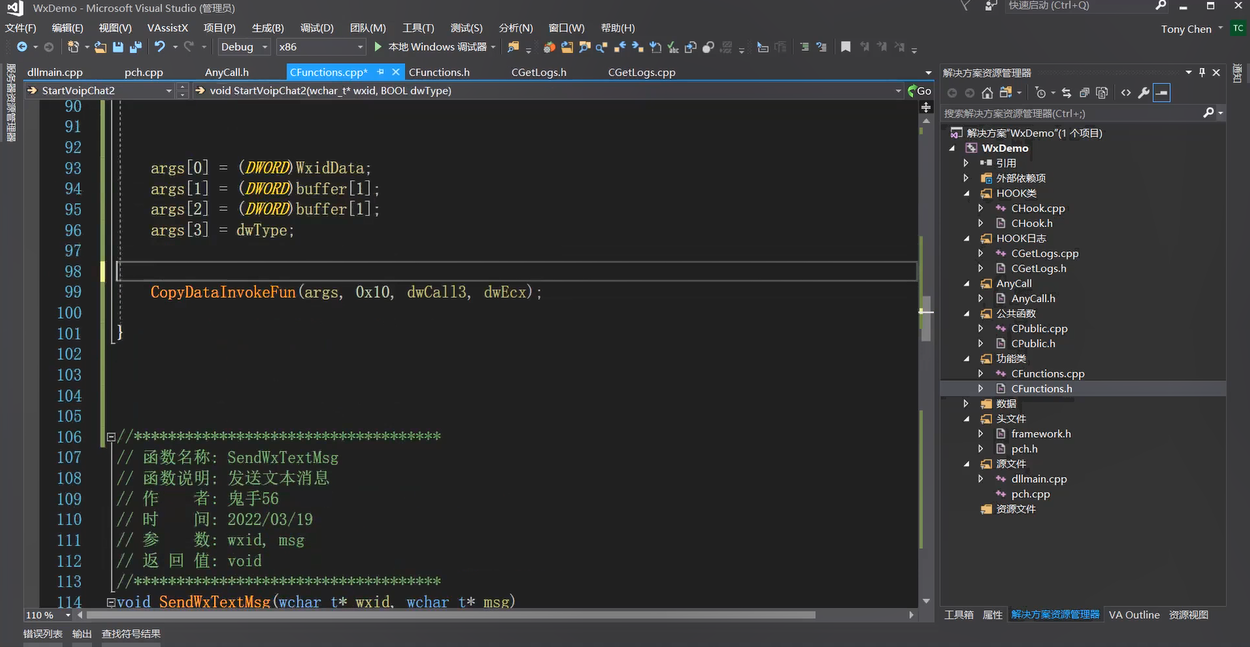 WxDemo - Microsoft Visual Studio (管理员)
快速启动 (Ctrl+Q)
文件(F) 编辑(E) 视图(V) VAssistX 项目(P) 生成(B) 调试(D) 团队(M) 工具(T) 测试(S) 分析(N) 窗口(W) 帮助(H)
Tony Chen TC
Debug x86 本地 Windows 调试器
服务器资源管理器
dllmain.cpp pch.cpp AnyCall.h CFunctions.cpp* CFunctions.h CGetLogs.h CGetLogs.cpp
StartVoipChat2 void StartVoipChat2(wchar_t* wxid, BOOL dwType) Go
90
91
92
93 args[0] = (DWORD)WxidData;
94 args[1] = (DWORD)buffer[1];
95 args[2] = (DWORD)buffer[1];
96 args[3] = dwType;
97
98
99 CopyDataInvokeFun(args, 0x10, dwCall3, dwEcx);
100
101 }
102
103
104
105
106 //***********************************
107 // 函数名称: SendWxTextMsg
108 // 函数说明: 发送文本消息
109 // 作 者: 鬼手56
110 // 时 间: 2022/03/19
111 // 参 数: wxid, msg
112 // 返 回 值: void
113 //***********************************
114 void SendWxTextMsg(wchar_t* wxid, wchar_t* msg)
110 %
错误列表 输出 查找符号结果
解决方案资源管理器
搜索解决方案资源管理器(Ctrl+;)
解决方案"WxDemo"(1 个项目)
WxDemo
引用
外部依赖项
HOOK类
CHook.cpp
CHook.h
HOOK日志
CGetLogs.cpp
CGetLogs.h
AnyCall
AnyCall.h
公共函数
CPublic.cpp
CPublic.h
功能类
CFunctions.cpp
CFunctions.h
数据
头文件
framework.h
pch.h
源文件
dllmain.cpp
pch.cpp
资源文件
工具箱 属性 解决方案资源管理器 VA Outline 资源视图
通知